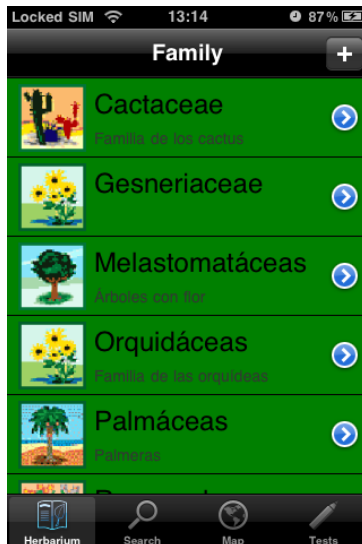 Locked SIM 13:14 87%
Family +
Cactaceae
Familia de los cactus
Gesneriaceae
Melastomatáceas
Árboles con flor
Orquidáceas
Familia de las orquídeas
Palmáceas
Palmeras
Herbarium Search Map Tests